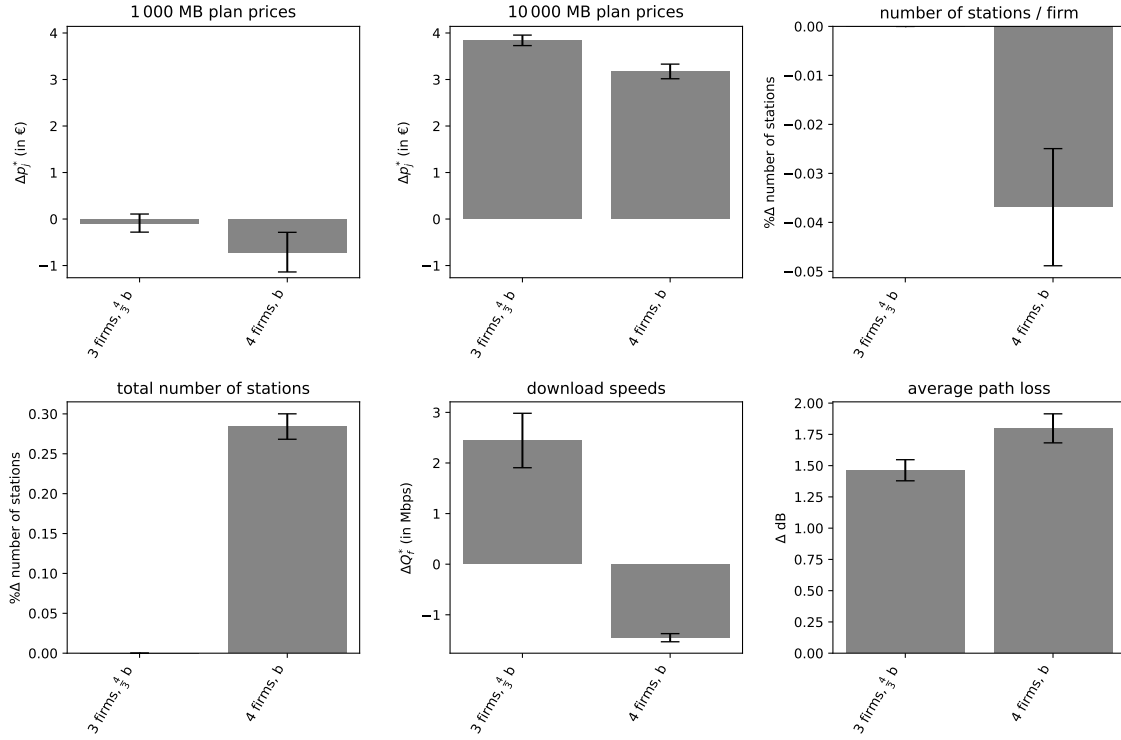 1 000 MB plan prices
4
3
2
1
0
−1
Δp_j^* (in €)
3 firms, 4/3 b
4 firms, b
10 000 MB plan prices
4
3
2
1
0
−1
Δp_j^* (in €)
3 firms, 4/3 b
4 firms, b
number of stations / firm
0.00
−0.01
−0.02
−0.03
−0.04
−0.05
%Δ number of stations
3 firms, 4/3 b
4 firms, b
total number of stations
0.30
0.25
0.20
0.15
0.10
0.05
0.00
%Δ number of stations
3 firms, 4/3 b
4 firms, b
download speeds
3
2
1
0
−1
ΔQ_f^* (in Mbps)
3 firms, 4/3 b
4 firms, b
average path loss
2.00
1.75
1.50
1.25
1.00
0.75
0.50
0.25
0.00
Δ dB
3 firms, 4/3 b
4 firms, b